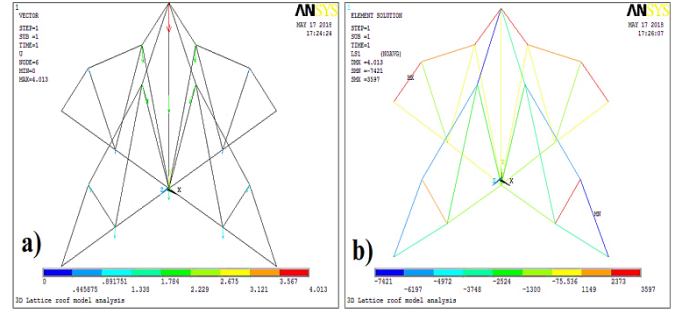 1
ANSYS
MAY 17 2018
17:24:24
VECTOR
STEP=1
SUB =1
TIME=1
U
NODE=6
MIN=0
MAX=4.013
X
Z
a)
0 .445875 .891751 1.338 1.784 2.229 2.675 3.121 3.567 4.013
3D Lattice roof model analysis
1
ANSYS
MAY 17 2018
17:26:07
ELEMENT SOLUTION
STEP=1
SUB =1
TIME=1
LS1 (NOAVG)
DMX =4.013
SMN =-7421
SMX =3597
MX
X
Z
MN
b)
-7421 -6197 -4972 -3748 -2524 -1300 -75.536 1149 2373 3597
3D Lattice roof model analysis